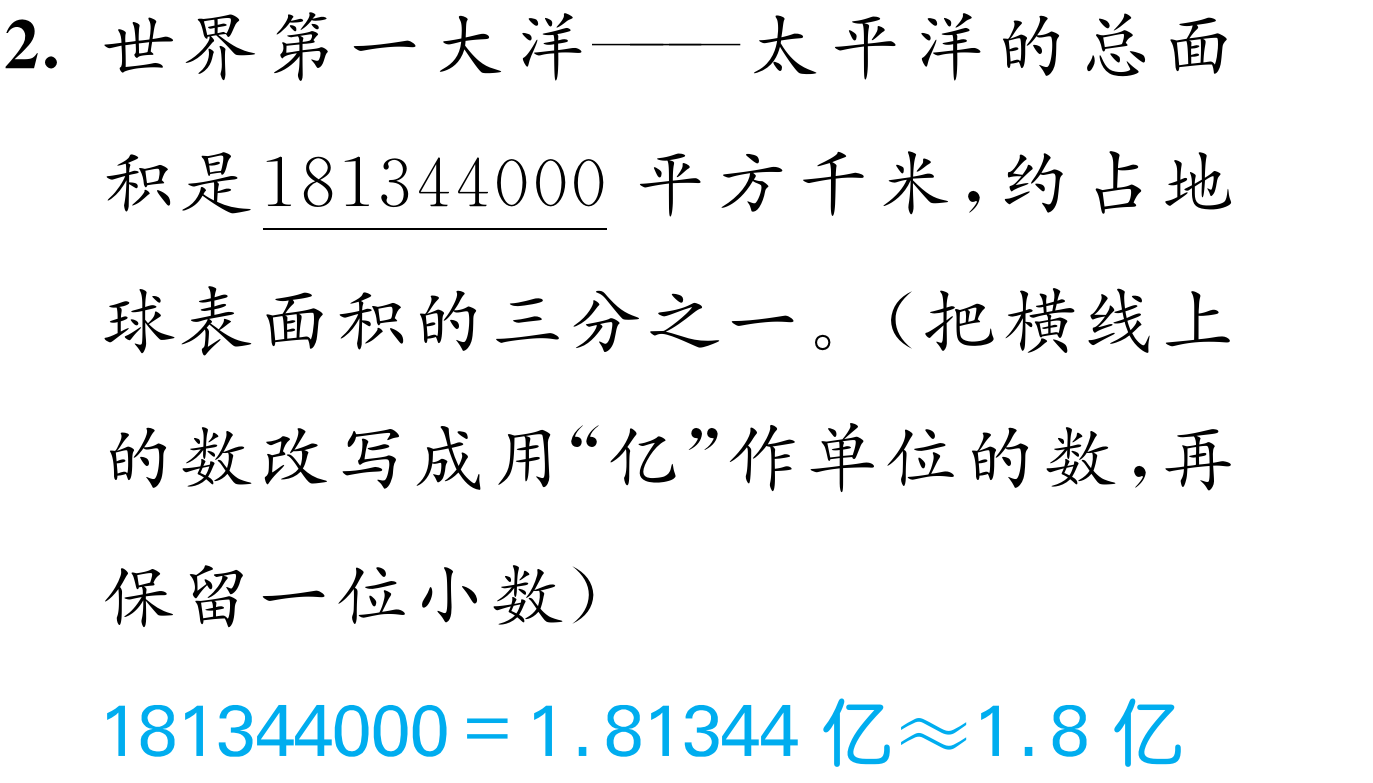 2. 世界第一大洋——太平洋的总面
积是181344000 平方千米,约占地
球表面积的三分之一。(把横线上
的数改写成用“亿”作单位的数,再
保留一位小数)
181344000=1.81344 亿≈1.8 亿